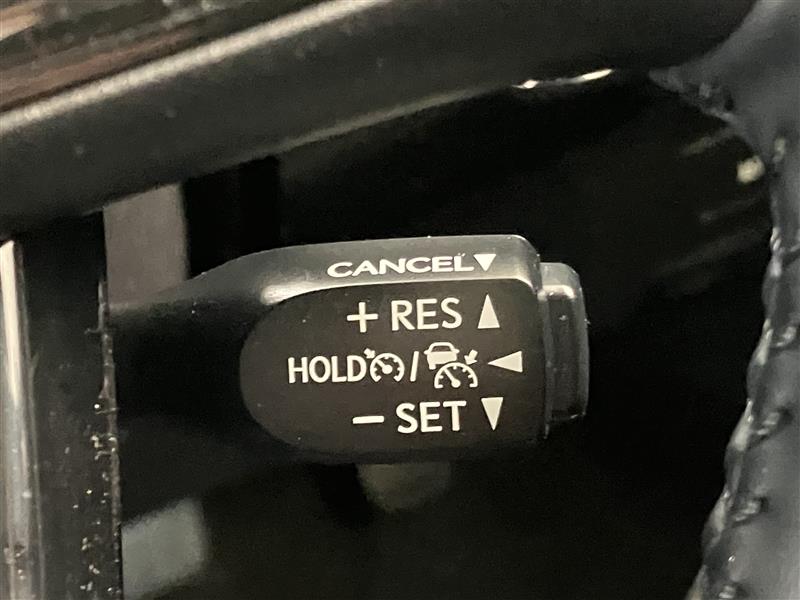 CANCEL▼
+ RES ▲
HOLD / ◀
− SET ▼